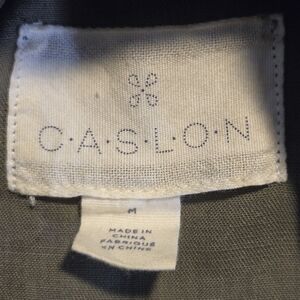 C·A·S·L·O·N
M
MADE IN
CHINA
FABRIQUÉ
EN CHINE